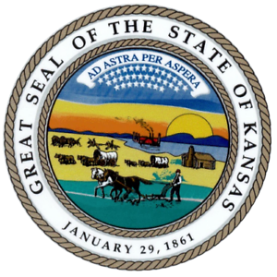 GREAT SEAL OF THE STATE OF KANSAS
AD ASTRA PER ASPERA
JANUARY 29, 1861